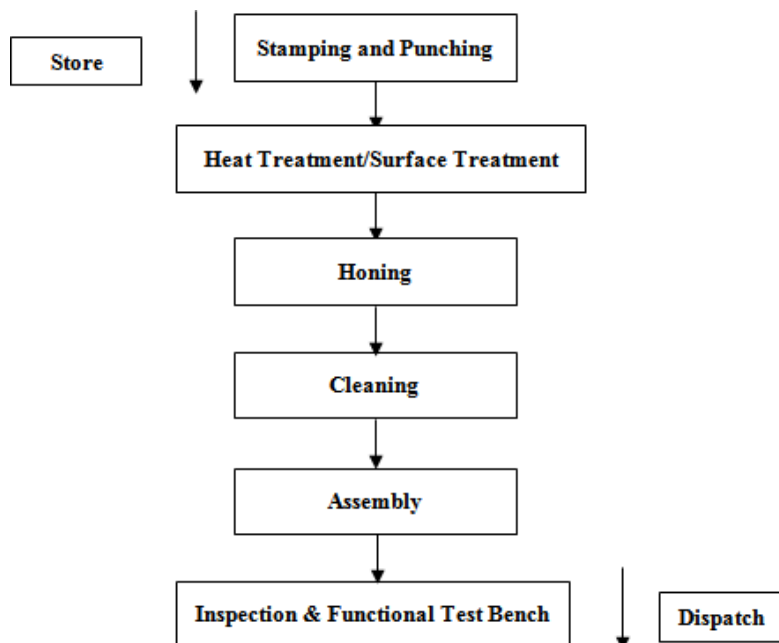 Store
Stamping and Punching
Heat Treatment/Surface Treatment
Honing
Cleaning
Assembly
Inspection & Functional Test Bench
Dispatch